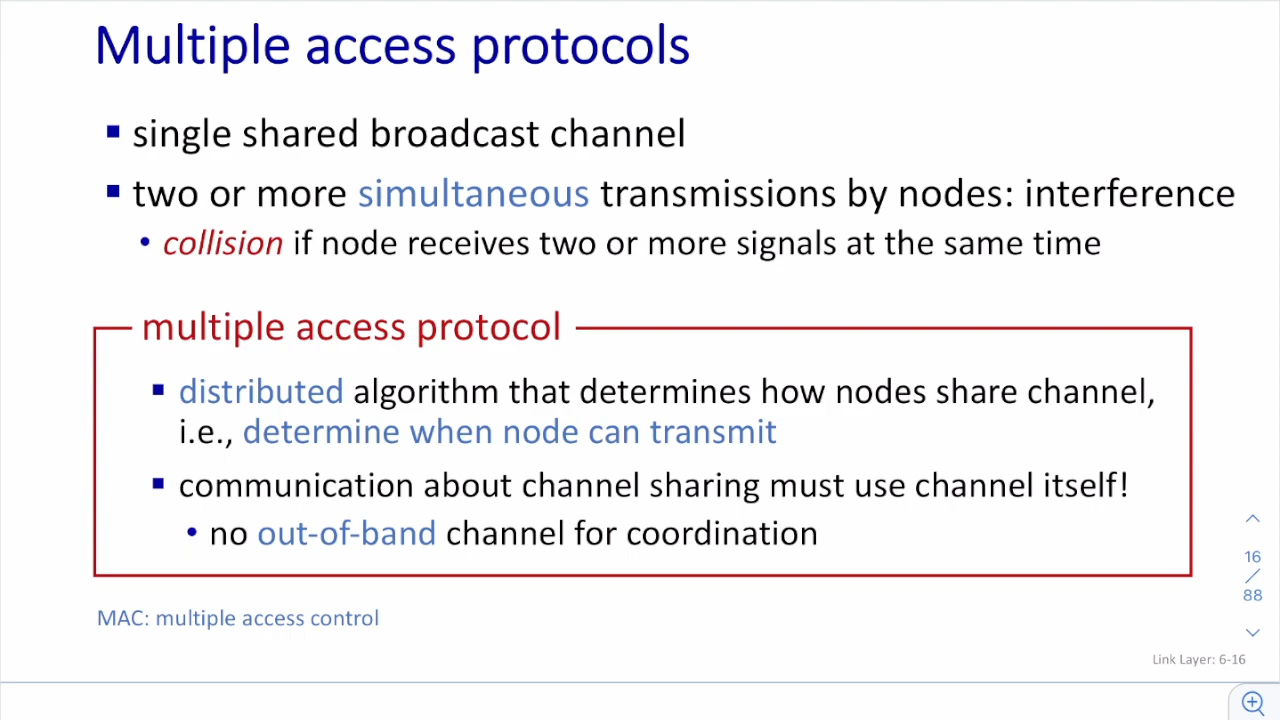 Multiple access protocols
single shared broadcast channel
two or more simultaneous transmissions by nodes: interference
collision if node receives two or more signals at the same time
multiple access protocol
distributed algorithm that determines how nodes share channel,
i.e., determine when node can transmit
communication about channel sharing must use channel itself!
no out-of-band channel for coordination
MAC: multiple access control
16
/
88
Link Layer: 6-16